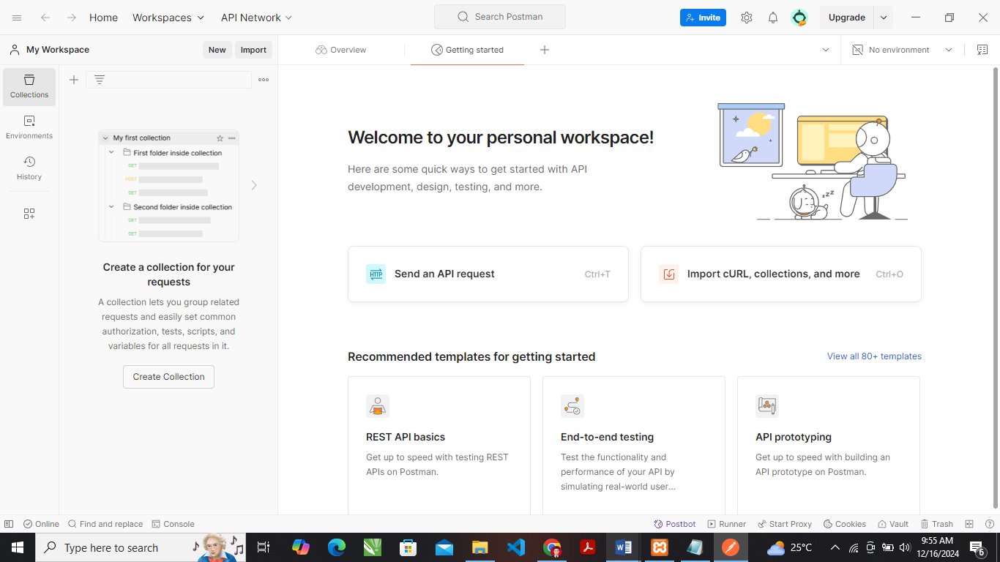 Home
Workspaces
API Network
Search Postman
Invite
Upgrade
My Workspace
New
Import
Overview
Getting started
No environment
Collections
Environments
History
My first collection
First folder inside collection
GET
POST
GET
Second folder inside collection
GET
GET
Create a collection for your
requests
A collection lets you group related
requests and easily set common
authorization, tests, scripts, and
variables for all requests in it.
Create Collection
Welcome to your personal workspace!
Here are some quick ways to get started with API
development, design, testing, and more.
zzz
HTTP
Send an API request
Ctrl+T
Import cURL, collections, and more
Ctrl+O
Recommended templates for getting started
View all 80+ templates
REST API basics
Get up to speed with testing REST
APIs on Postman.
End-to-end testing
Test the functionality and
performance of your API by
simulating real-world user...
API prototyping
Get up to speed with building an
API prototype on Postman.
Online
Find and replace
Console
Postbot
Runner
Start Proxy
Cookies
Vault
Trash
Type here to search
25°C
9:55 AM
12/16/2024
6